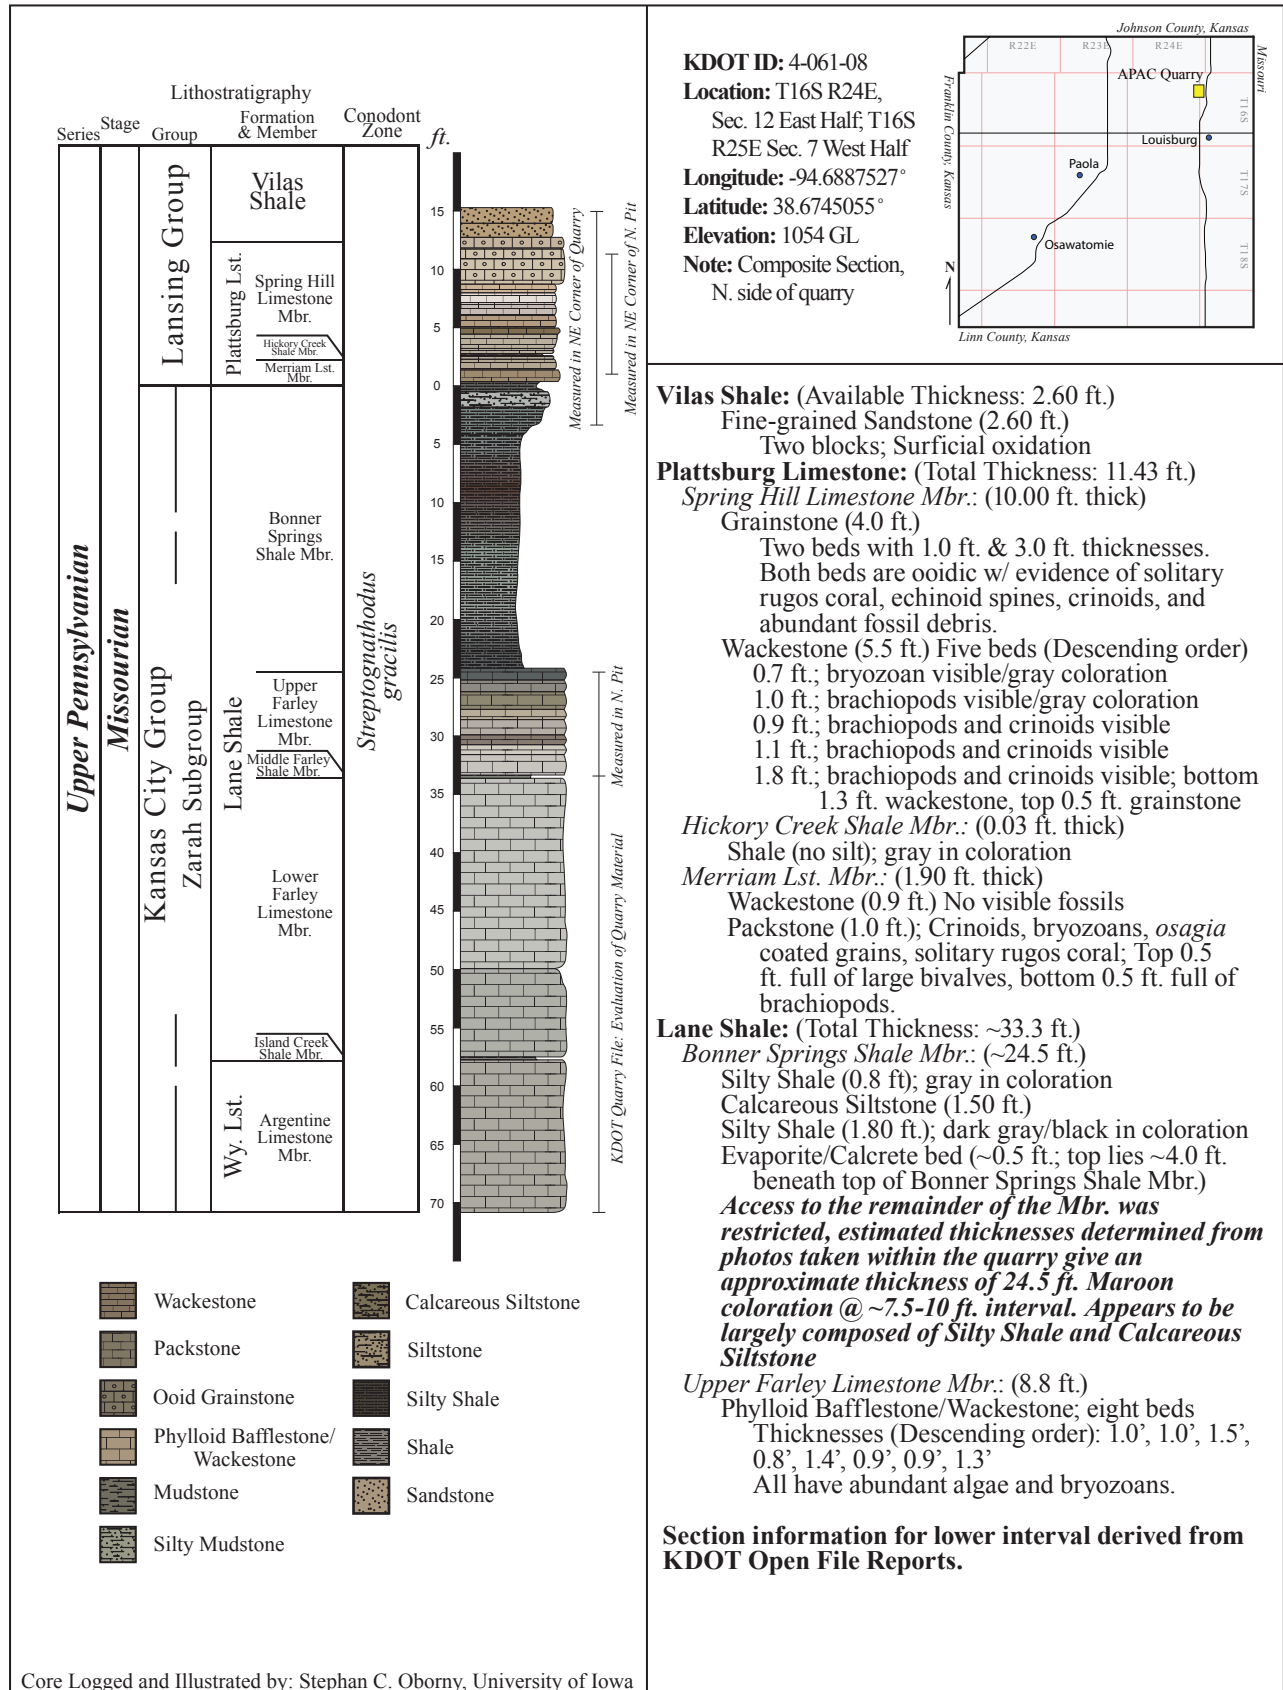 Lithostratigraphy
Series
Stage
Group
Formation
& Member
Conodont
Zone
ft.
Upper Pennsylvanian
Missourian
Lansing Group
Kansas City Group
Zarah Subgroup
Vilas
Shale
Plattsburg Lst.
Spring Hill
Limestone
Mbr.
Hickory Creek
Shale Mbr.
Merriam Lst.
Mbr.
Lane Shale
Bonner
Springs
Shale Mbr.
Upper
Farley
Limestone
Mbr.
Middle Farley
Shale Mbr.
Lower
Farley
Limestone
Mbr.
Island Creek
Shale Mbr.
Wy. Lst.
Argentine
Limestone
Mbr.
Streptognathodus
gracilis
15
10
5
0
5
10
15
20
25
30
35
40
45
50
55
60
65
70
Measured in NE Corner of Quarry
Measured in NE Corner of N. Pit
Measured in N. Pit
KDOT Quarry File: Evaluation of Quarry Material
Wackestone
Packstone
Ooid Grainstone
Phylloid Bafflestone/
Wackestone
Mudstone
Silty Mudstone
Calcareous Siltstone
Siltstone
Silty Shale
Shale
Sandstone
Core Logged and Illustrated by: Stephan C. Oborny, University of Iowa
KDOT ID: 4-061-08
Location: T16S R24E,
Sec. 12 East Half; T16S
R25E Sec. 7 West Half
Longitude: -94.6887527°
Latitude: 38.6745055°
Elevation: 1054 GL
Note: Composite Section,
N. side of quarry
Johnson County, Kansas
R22E
R23E
R24E
Missouri
APAC Quarry
Franklin County, Kansas
T16S
Louisburg
Paola
T17S
Osawatomie
T18S
N
Linn County, Kansas
Vilas Shale: (Available Thickness: 2.60 ft.)
Fine-grained Sandstone (2.60 ft.)
Two blocks; Surficial oxidation
Plattsburg Limestone: (Total Thickness: 11.43 ft.)
Spring Hill Limestone Mbr.: (10.00 ft. thick)
Grainstone (4.0 ft.)
Two beds with 1.0 ft. & 3.0 ft. thicknesses.
Both beds are ooidic w/ evidence of solitary
rugos coral, echinoid spines, crinoids, and
abundant fossil debris.
Wackestone (5.5 ft.) Five beds (Descending order)
0.7 ft.; bryozoan visible/gray coloration
1.0 ft.; brachiopods visible/gray coloration
0.9 ft.; brachiopods and crinoids visible
1.1 ft.; brachiopods and crinoids visible
1.8 ft.; brachiopods and crinoids visible; bottom
1.3 ft. wackestone, top 0.5 ft. grainstone
Hickory Creek Shale Mbr.: (0.03 ft. thick)
Shale (no silt); gray in coloration
Merriam Lst. Mbr.: (1.90 ft. thick)
Wackestone (0.9 ft.) No visible fossils
Packstone (1.0 ft.); Crinoids, bryozoans, osagia
coated grains, solitary rugos coral; Top 0.5
ft. full of large bivalves, bottom 0.5 ft. full of
brachiopods.
Lane Shale: (Total Thickness: ~33.3 ft.)
Bonner Springs Shale Mbr.: (~24.5 ft.)
Silty Shale (0.8 ft); gray in coloration
Calcareous Siltstone (1.50 ft.)
Silty Shale (1.80 ft.); dark gray/black in coloration
Evaporite/Calcrete bed (~0.5 ft.; top lies ~4.0 ft.
beneath top of Bonner Springs Shale Mbr.)
Access to the remainder of the Mbr. was
restricted, estimated thicknesses determined from
photos taken within the quarry give an
approximate thickness of 24.5 ft. Maroon
coloration @ ~7.5-10 ft. interval. Appears to be
largely composed of Silty Shale and Calcareous
Siltstone
Upper Farley Limestone Mbr.: (8.8 ft.)
Phylloid Bafflestone/Wackestone; eight beds
Thicknesses (Descending order): 1.0’, 1.0’, 1.5’,
0.8’, 1.4’, 0.9’, 0.9’, 1.3’
All have abundant algae and bryozoans.
Section information for lower interval derived from
KDOT Open File Reports.